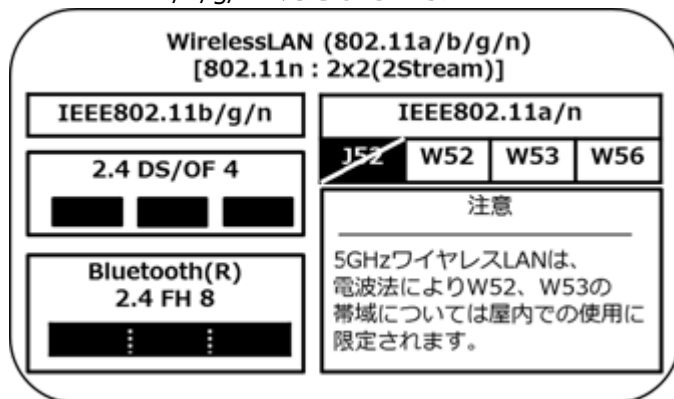 WirelessLAN (802.11a/b/g/n)
[802.11n : 2x2(2Stream)]
IEEE802.11b/g/n
2.4 DS/OF 4
Bluetooth(R)
2.4 FH 8
IEEE802.11a/n
J52 W52 W53 W56
注意
5GHzワイヤレスLANは、
電波法によりW52、W53の
帯域については屋内での使用に
限定されます。